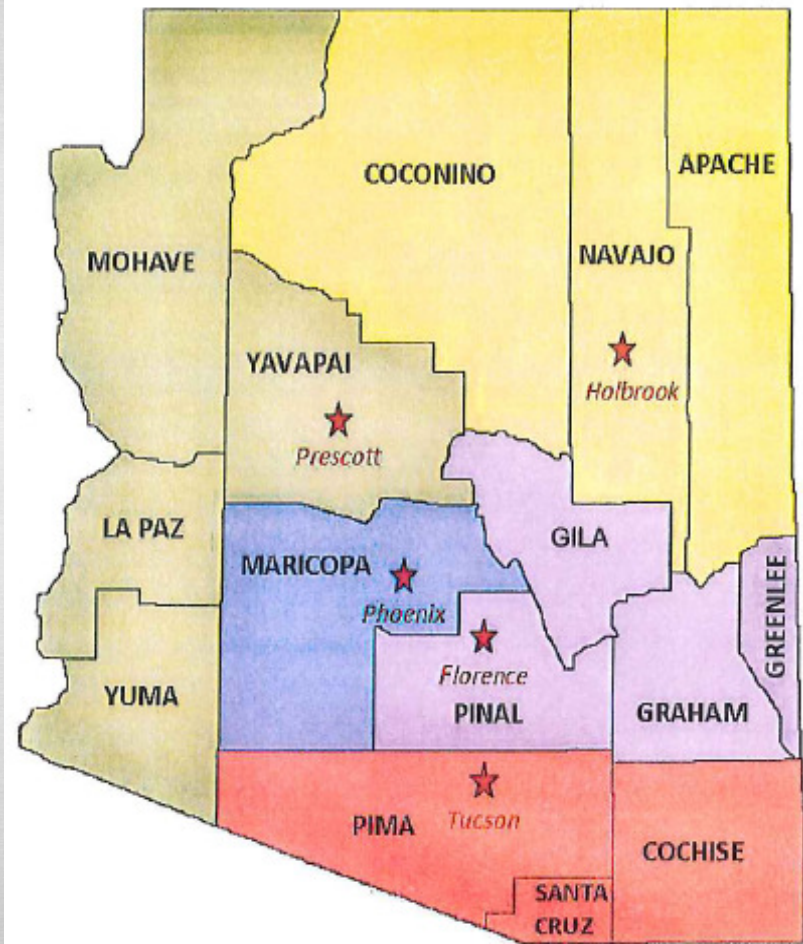 COCONINO
APACHE
MOHAVE
NAVAJO
YAVAPAI
Holbrook
Prescott
LA PAZ
GILA
MARICOPA
Phoenix
GREENLEE
Florence
YUMA
PINAL
GRAHAM
PIMA
Tucson
COCHISE
SANTA
CRUZ